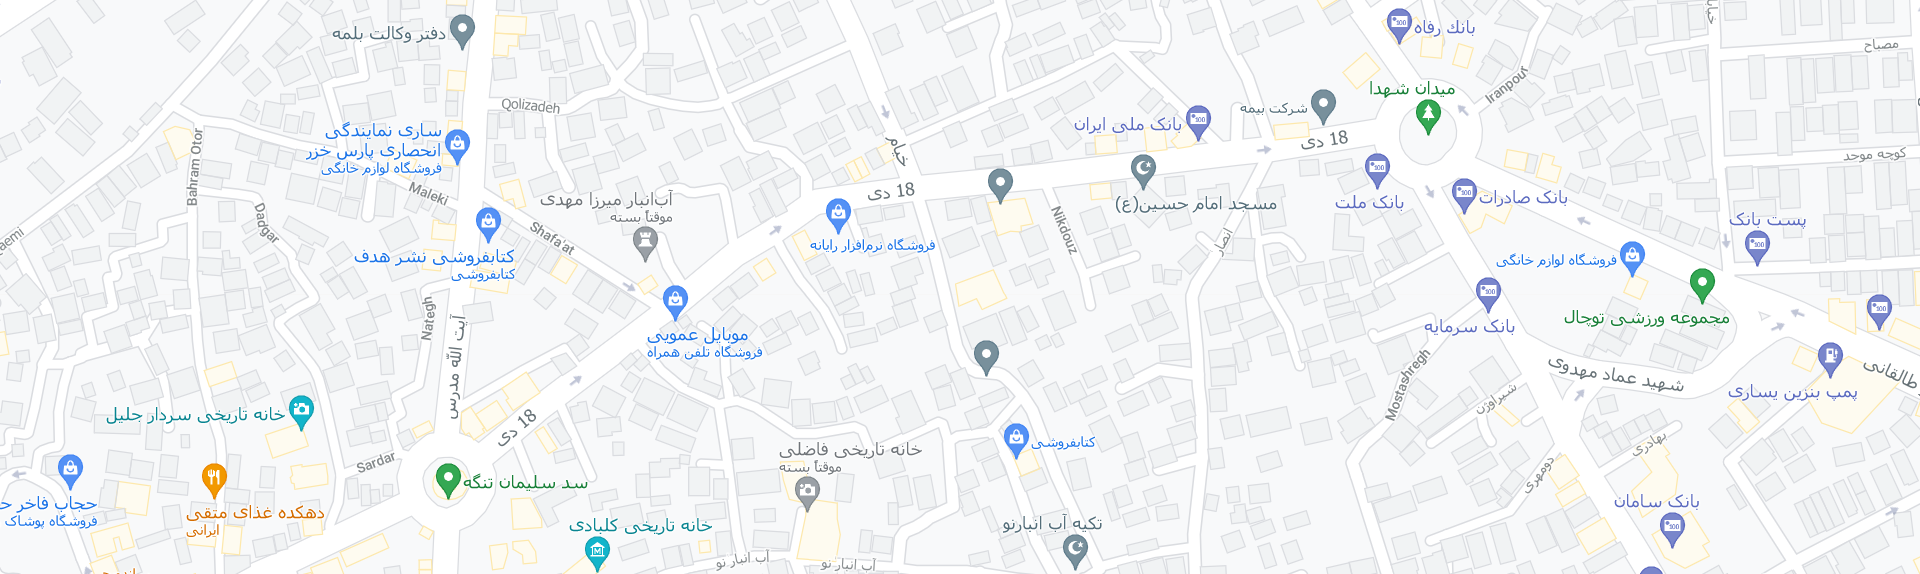 دفتر وکالت بلمه
Qolizadeh
ساری نمایندگی
انحصاری پارس خزر
فروشگاه لوازم خانگی
Bahram Otor
Maleki
Dadgar
Shafa'at
کتابفروشی نشر هدف
کتابفروشی
Nategh
آیت الله مدرس
آب‌انبار میرزا مهدی
موقتاً بسته
موبایل عمویی
فروشگاه تلفن همراه
خانه تاریخی سردار جلیل
Sardar
سد سلیمان تنگه
18 دی
حجاب فاخر ح
فروشگاه پوشاک
دهکده غذای متقی
ایرانی
خانه تاریخی کلبادی
خانه تاریخی فاضلی
موقتاً بسته
آب انبار نو
آب انبار نو
تکیه آب انبارنو
کتابفروشی
خیام
18 دی
فروشگاه نرم‌افزار رایانه
Nikdouz
بانک ملی ایران
شرکت بیمه
مسجد امام حسین(ع)
انصار
18 دی
میدان شهدا
بانک رفاه
Iranpour
مصباح
کوچه موحد
بانک ملت
بانک صادرات
پست بانک
فروشگاه لوازم خانگی
مجموعه ورزشی توچال
بانک سرمایه
Mostashregh
شهید عماد مهدوی
طالقانی
پمپ بنزین یساری
شیراوژن
بهادری
دومهری
بانک سامان